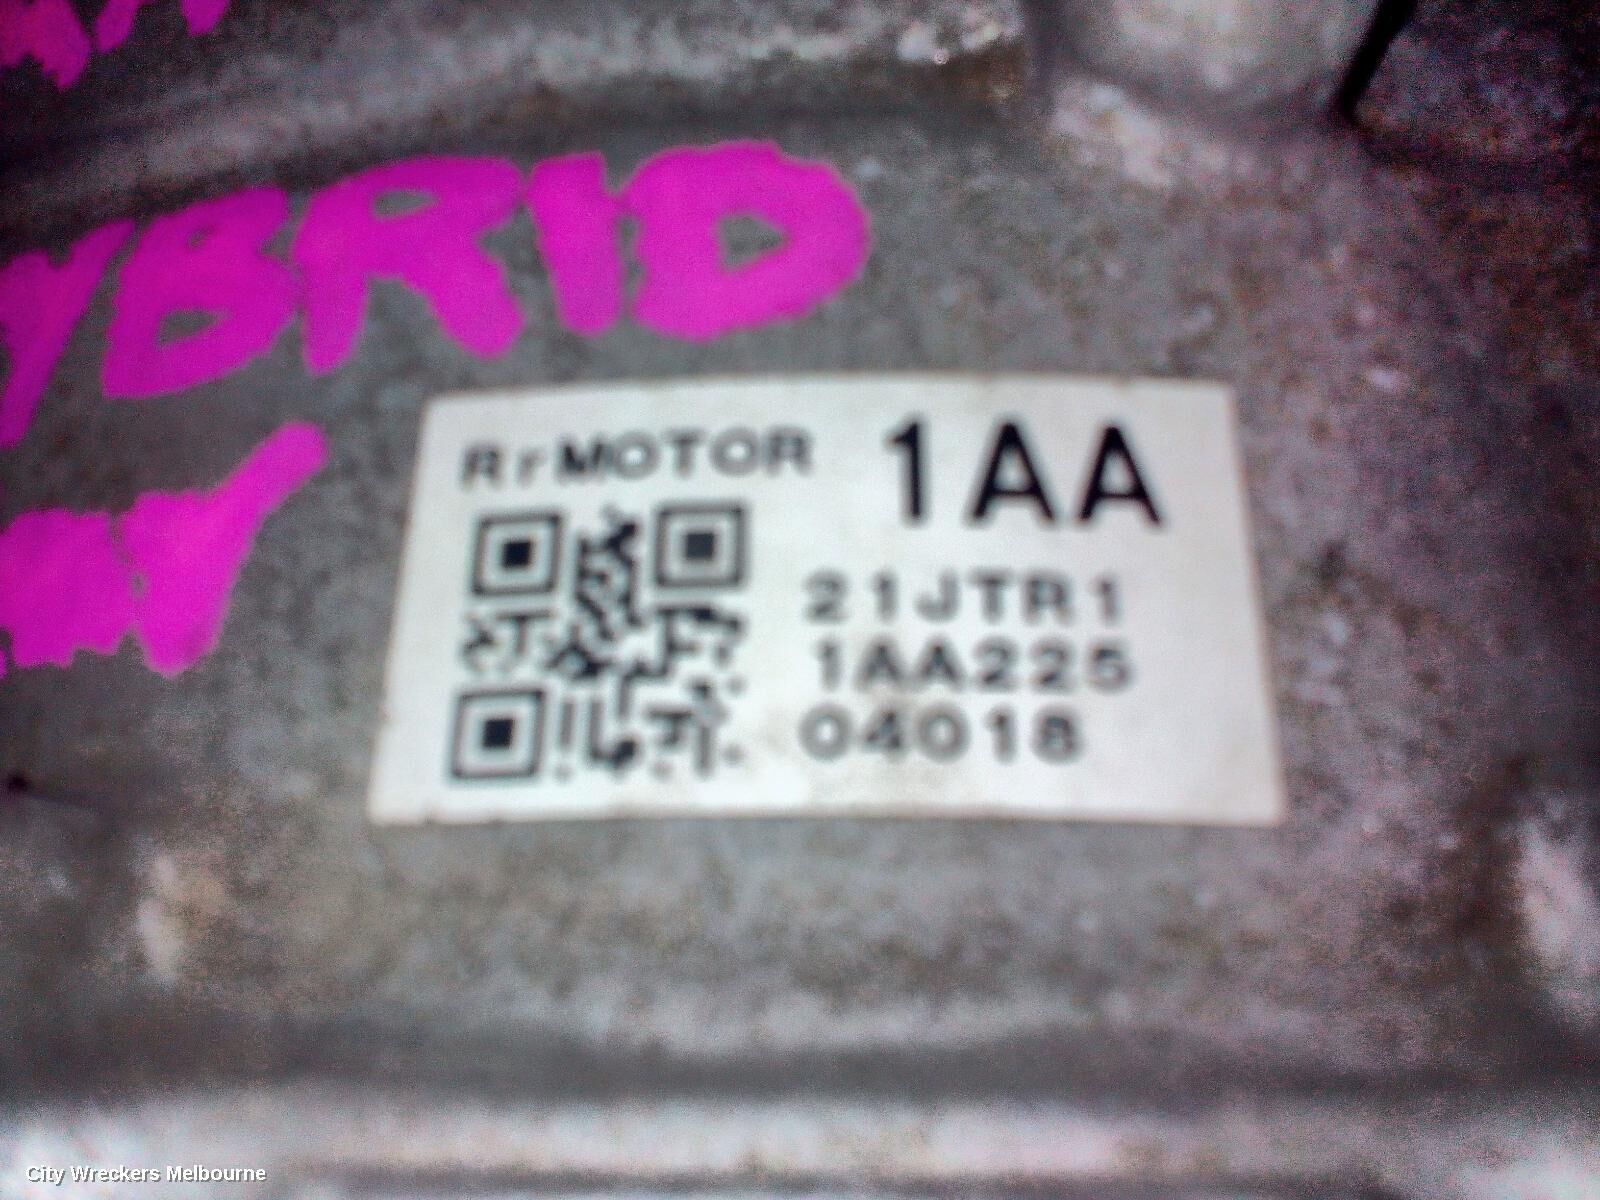 YBRID
RrMOTOR 1AA
21JTR1
1AA225
04018
City Wreckers Melbourne